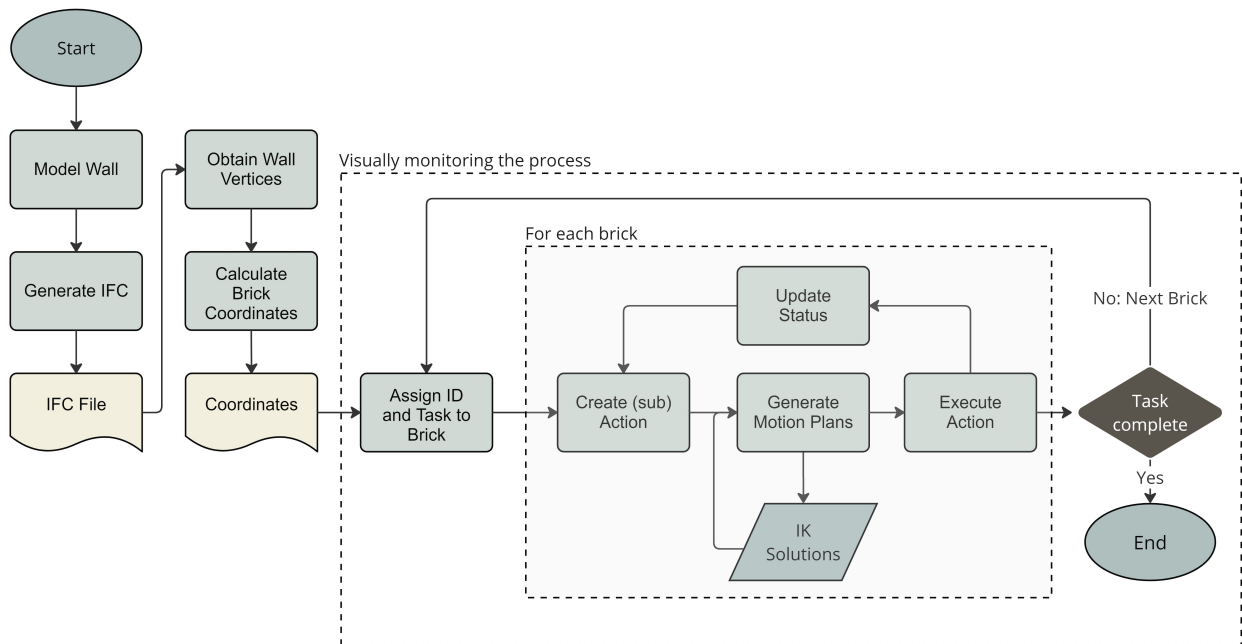 Start
Model Wall
Generate IFC
IFC File
Obtain Wall
Vertices
Calculate
Brick
Coordinates
Coordinates
Visually monitoring the process
Assign ID
and Task to
Brick
For each brick
Update
Status
Create (sub)
Action
Generate
Motion Plans
Execute
Action
IK
Solutions
No: Next Brick
Task
complete
Yes
End